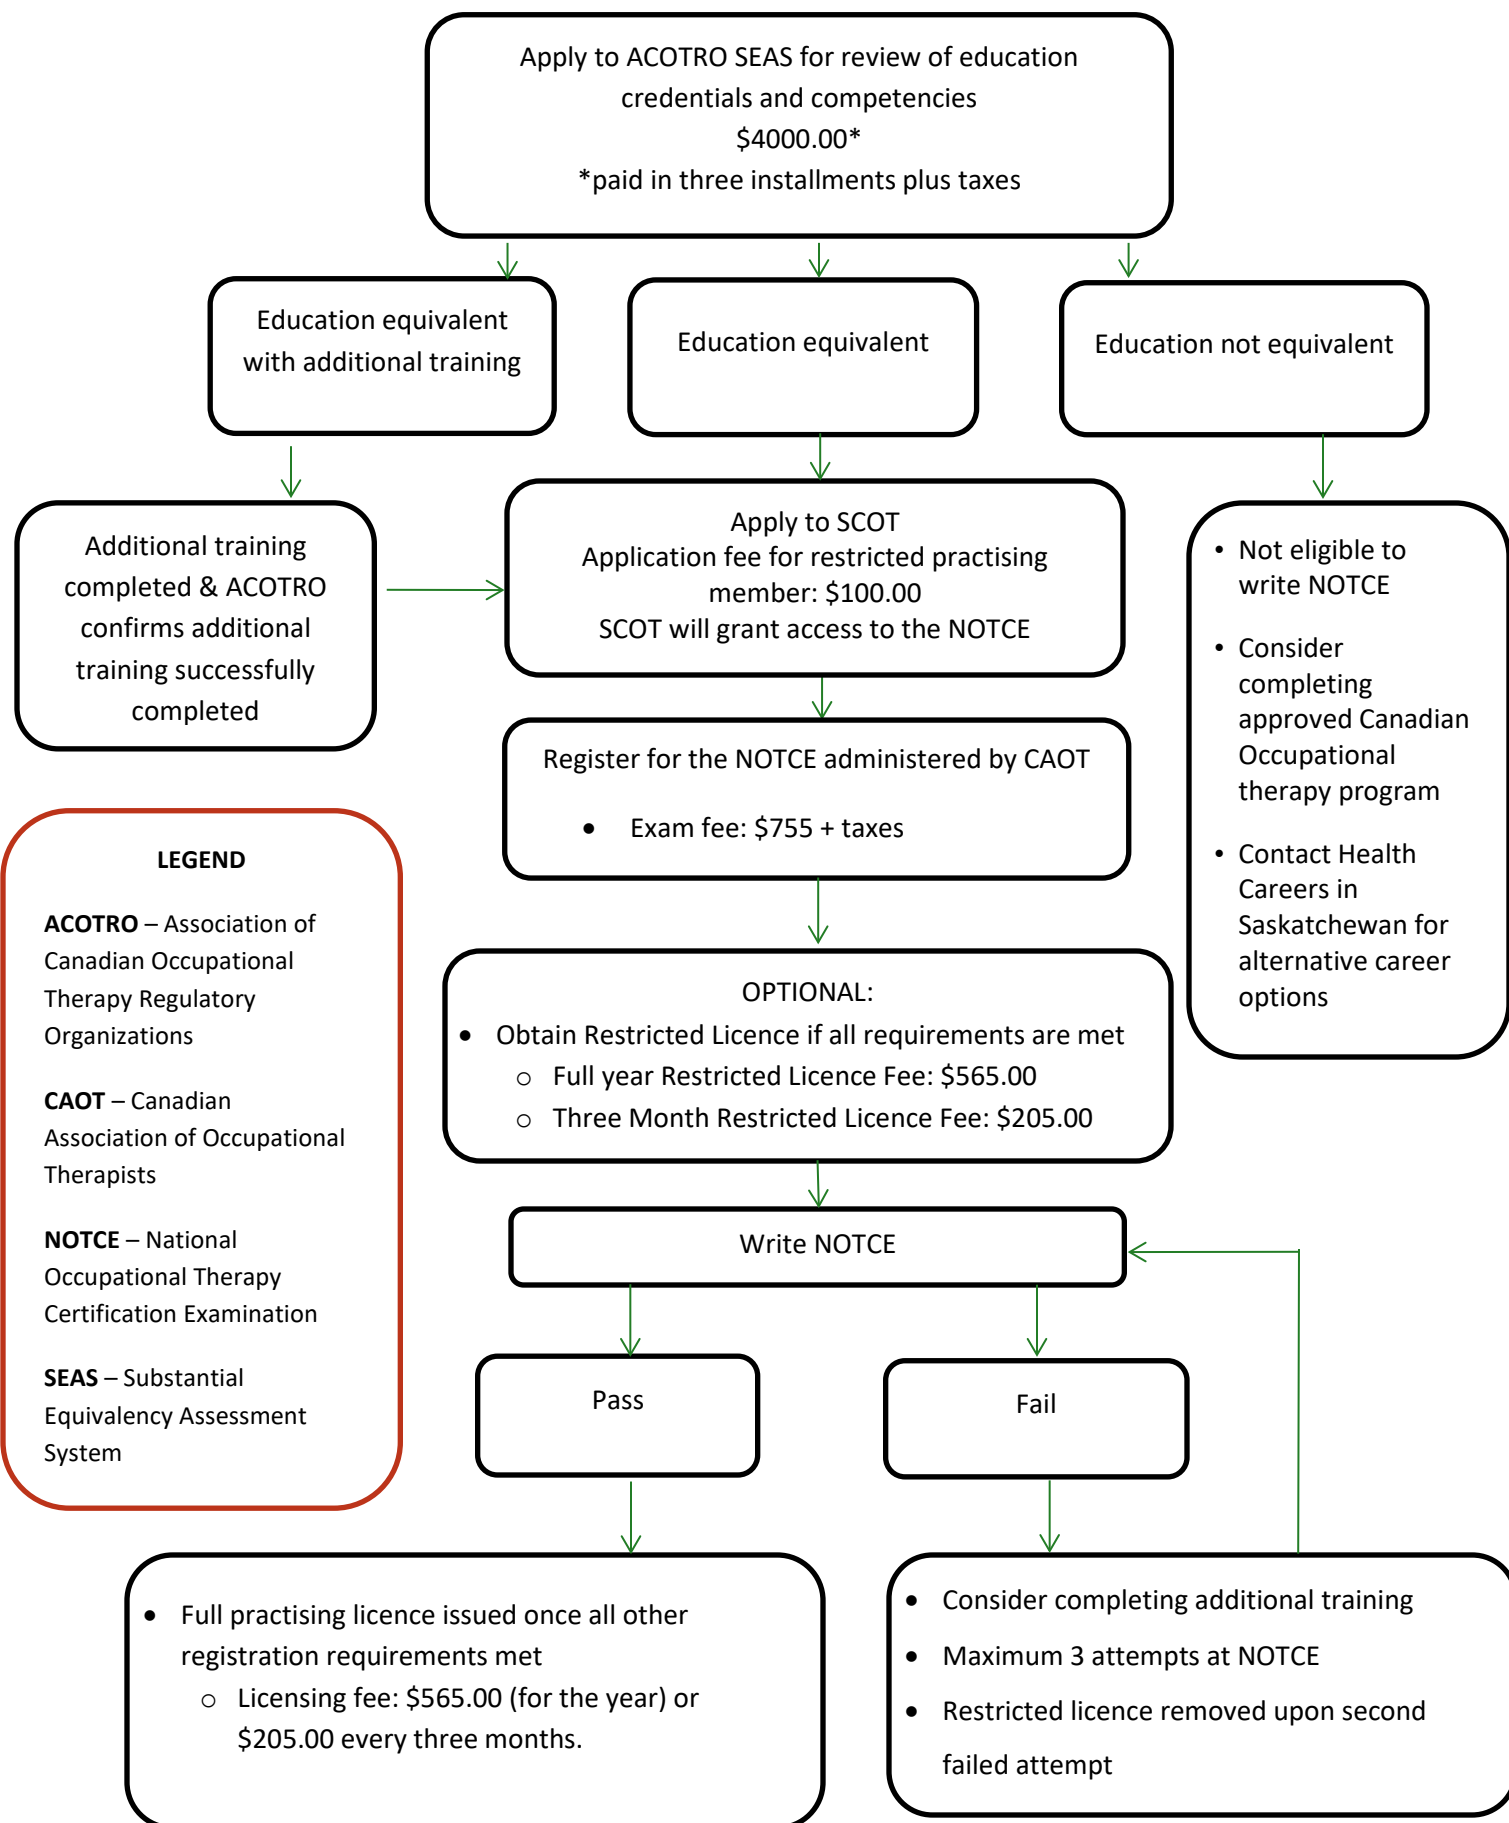 Apply to ACOTRO SEAS for review of education
credentials and competencies
$4000.00*
*paid in three installments plus taxes
Education equivalent
with additional training
Education equivalent
Education not equivalent
Additional training
completed & ACOTRO
confirms additional
training successfully
completed
Apply to SCOT
Application fee for restricted practising
member: $100.00
SCOT will grant access to the NOTCE
• Not eligible to
write NOTCE
• Consider
completing
approved Canadian
Occupational
therapy program
• Contact Health
Careers in
Saskatchewan for
alternative career
options
Register for the NOTCE administered by CAOT
• Exam fee: $755 + taxes
LEGEND
ACOTRO – Association of
Canadian Occupational
Therapy Regulatory
Organizations
CAOT – Canadian
Association of Occupational
Therapists
NOTCE – National
Occupational Therapy
Certification Examination
SEAS – Substantial
Equivalency Assessment
System
OPTIONAL:
• Obtain Restricted Licence if all requirements are met
o Full year Restricted Licence Fee: $565.00
o Three Month Restricted Licence Fee: $205.00
Write NOTCE
Pass
Fail
• Full practising licence issued once all other
registration requirements met
o Licensing fee: $565.00 (for the year) or
$205.00 every three months.
• Consider completing additional training
• Maximum 3 attempts at NOTCE
• Restricted licence removed upon second
failed attempt